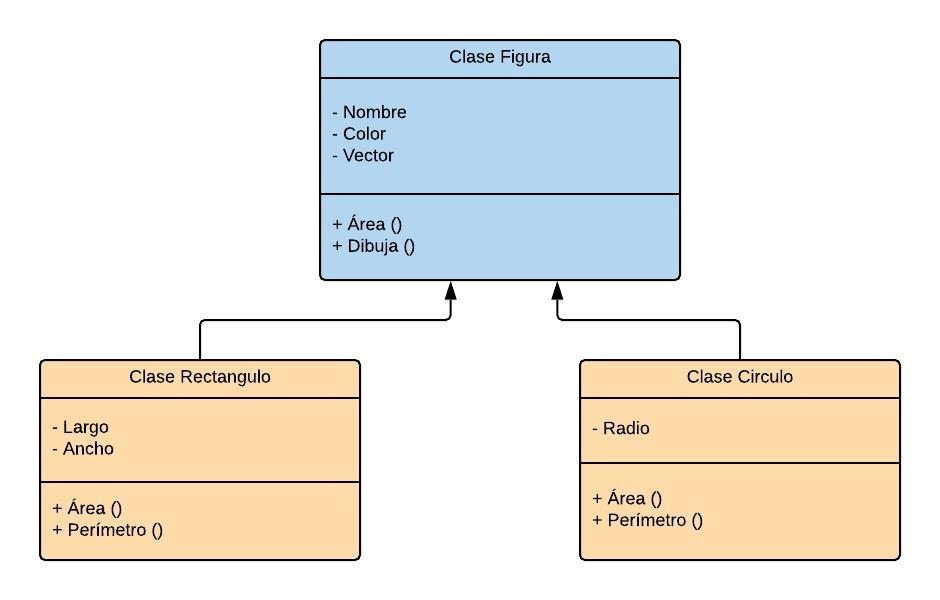 Clase Figura
- Nombre
- Color
- Vector
+ Área ()
+ Dibuja ()
Clase Rectangulo
- Largo
- Ancho
+ Área ()
+ Perímetro ()
Clase Circulo
- Radio
+ Área ()
+ Perímetro ()